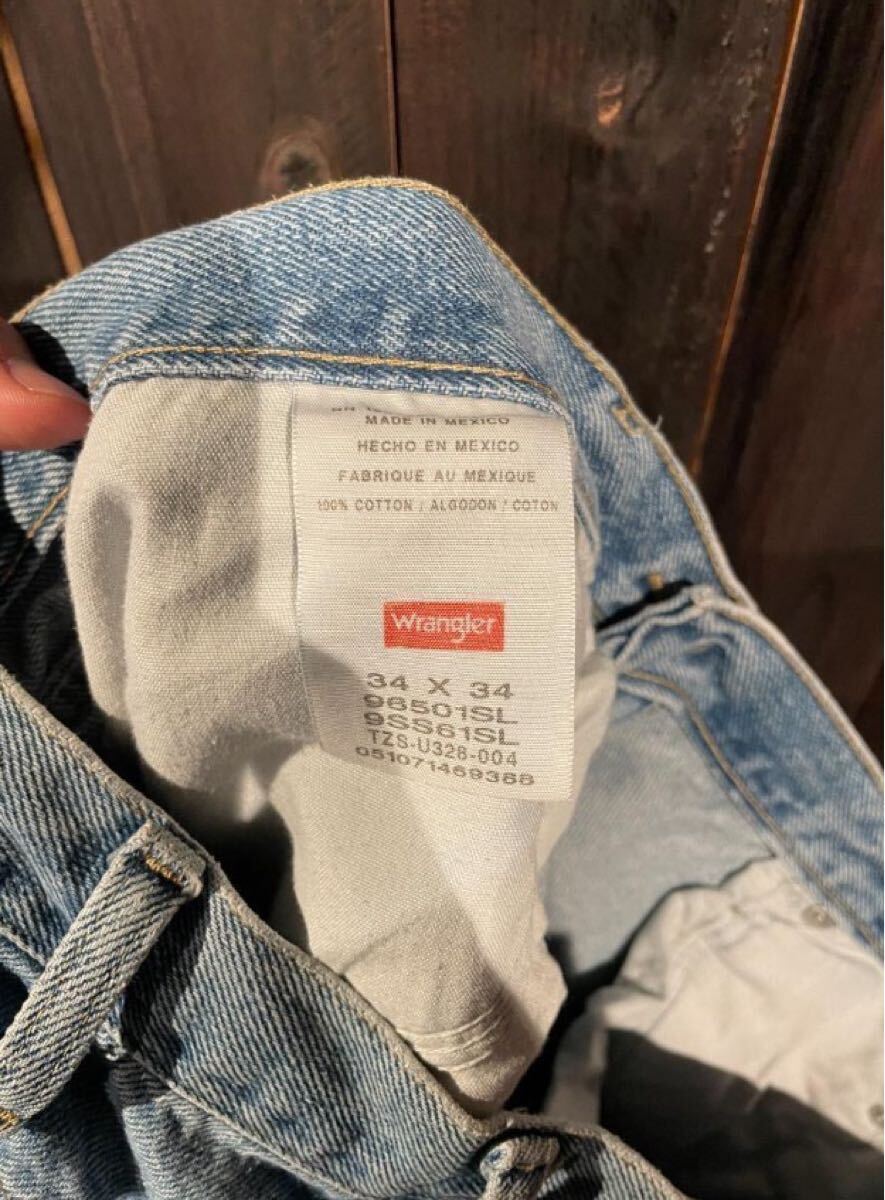 MADE IN MEXICO
HECHO EN MEXICO
FABRIQUE AU MEXIQUE
100% COTTON / ALGODON / COTON
Wrangler
34 X 34
96501SL
9SS61SL
TZS-U328-004
051071469388